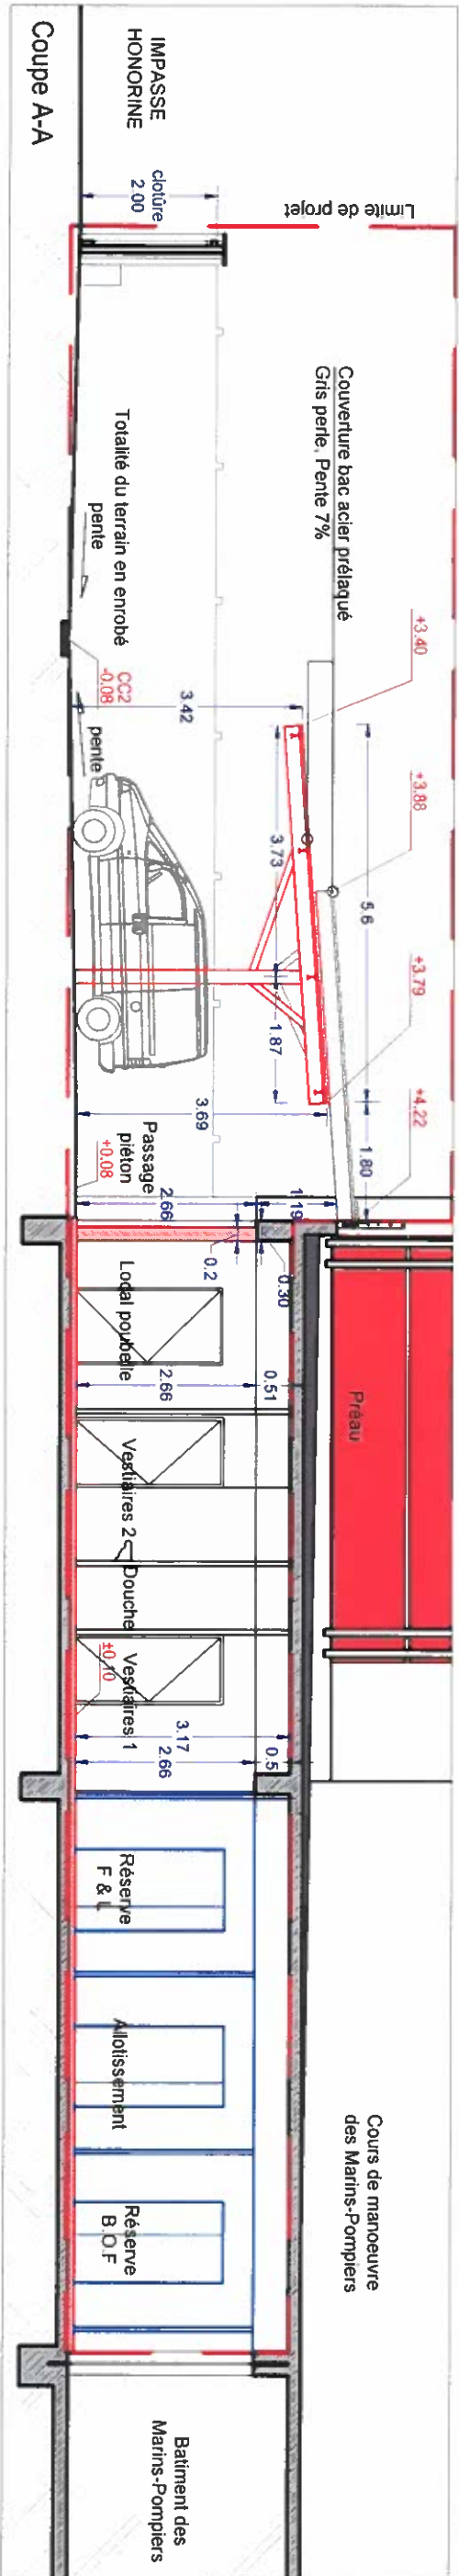 Coupe A-A
IMPASSE
HONORINE
clotûre
2.00
Limite de projet
Couverture bac acier prélaqué
Gris perle, Pente 7%
Totalité du terrain en enrobé
pente
CC2
-0.08
pente
3.42
+3.40
+3.88
+3.79
+4.22
5.6
1.80
3.73
1.87
3.69
Passage
piéton
+0.08
2.66
1.19
0.2
0.30
Local poubelle
2.66
0.51
Vestiaires 2
Douche
Vestiaires 1
±0.10
3.17
2.66
0.5
Préau
Réserve
F & L
Allotissement
Réserve
B.O.F
Cours de manoeuvre
des Marins-Pompiers
Batiment des
Marins-Pompiers